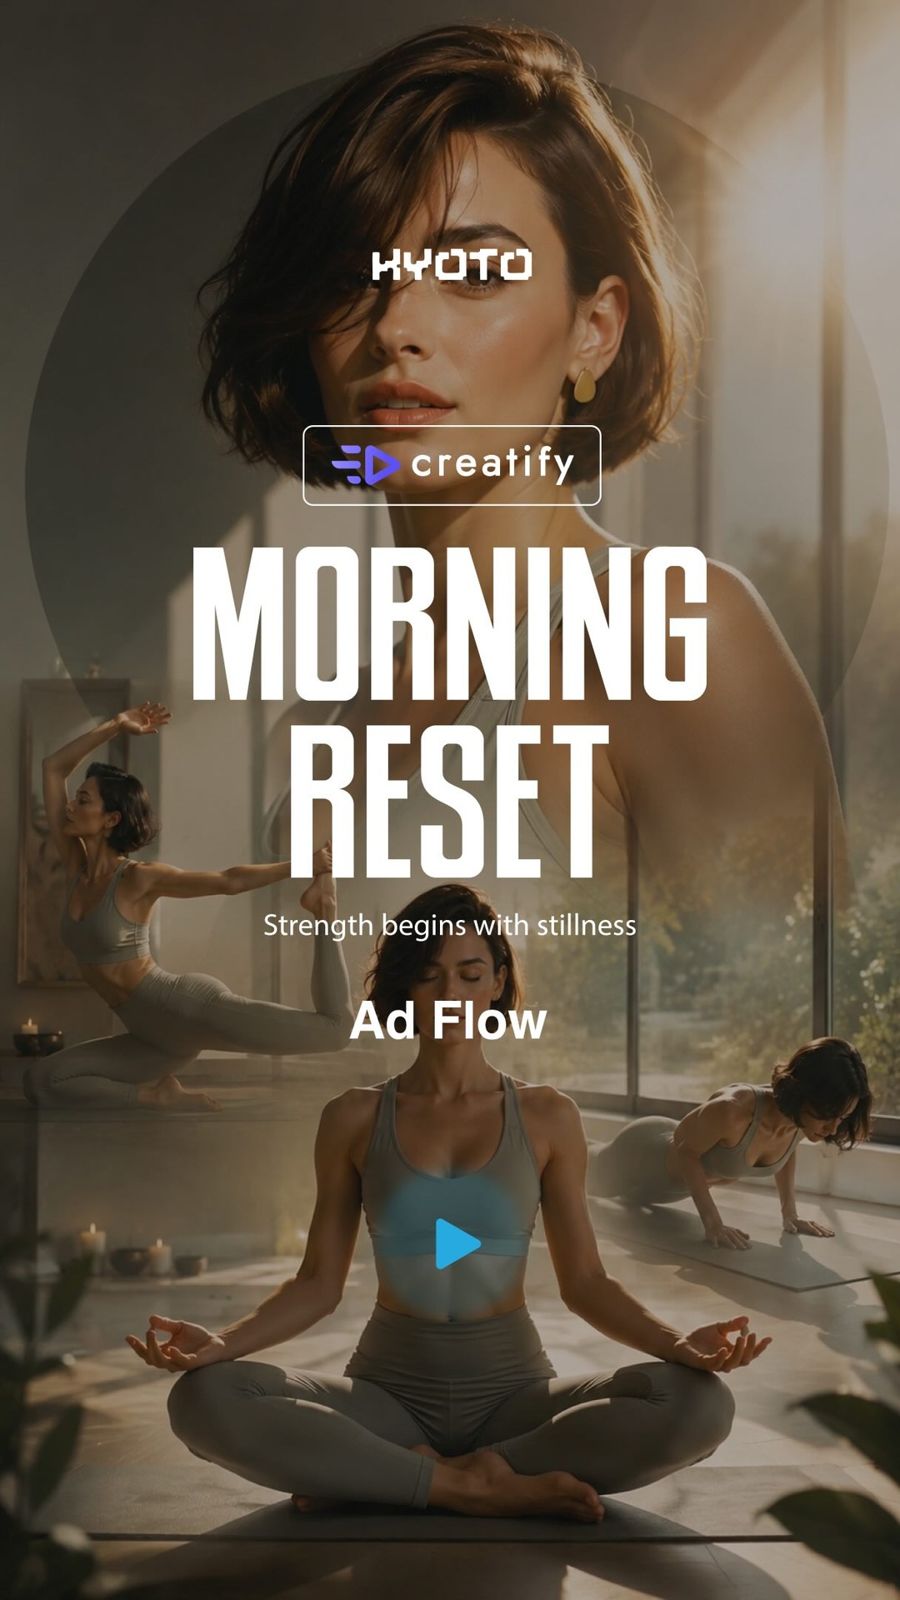 KYOTO
creatify
MORNING
RESET
Strength begins with stillness
Ad Flow